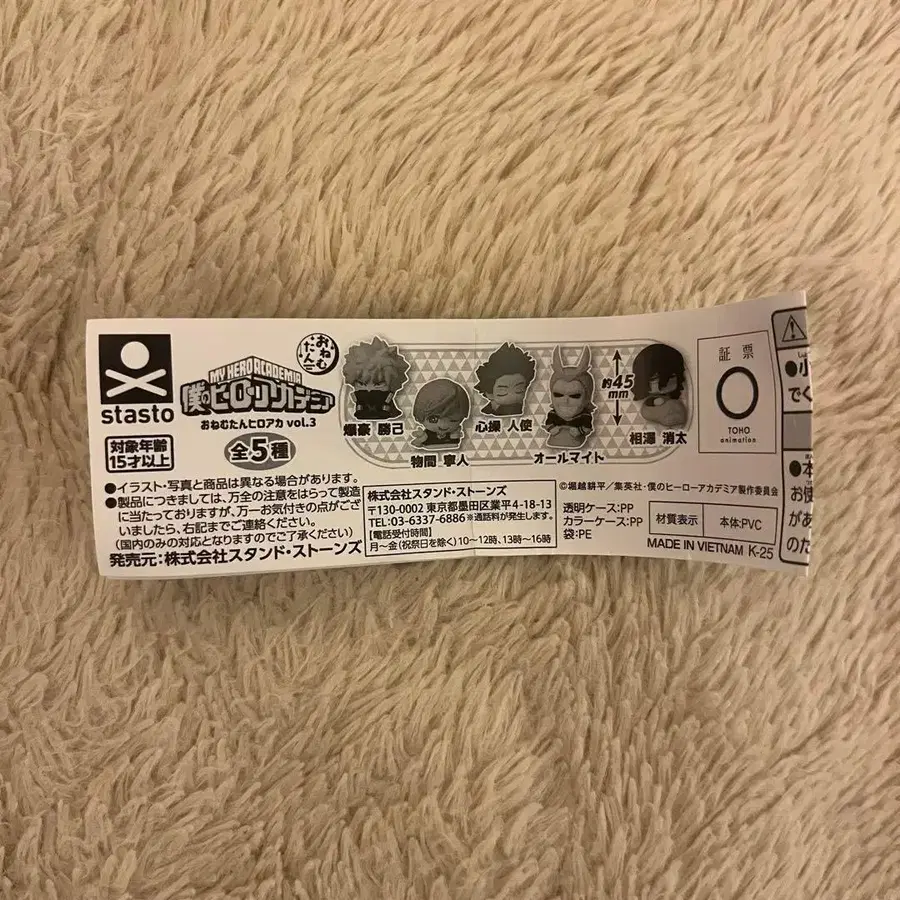 stasto
おねむたん
MY HERO ACADEMIA
僕のヒーローアカデミア
おねむたんとヒロアカ vol.3
対象年齢
15才以上
全5種
爆豪 勝己
物間 寧人
心操 人使
オールマイト
相澤 消太
約45
mm
証票
TOHO
animation
●イラスト・写真と商品は異なる場合があります。
●製品につきましては、万全の注意をはらって製造
に当たっておりますが、万一お気付きの点がござ
いましたら、右記までご連絡ください。
(国内のみの対応となりますのでご了承ください)
発売元:株式会社スタンド・ストーンズ
株式会社スタンド・ストーンズ
〒130-0002 東京都墨田区業平4-18-13
TEL:03-6337-6886 ※通話料が発生します。
【電話受付時間】
月～金(祝祭日を除く)10～12時、13時～16時
©堀越耕平／集英社・僕のヒーローアカデミア製作委員会
透明ケース:PP
カラーケース:PP
袋:PE
材質表示
本体:PVC
MADE IN VIETNAM K-25
●小
でく
●本
お使
があ
のた